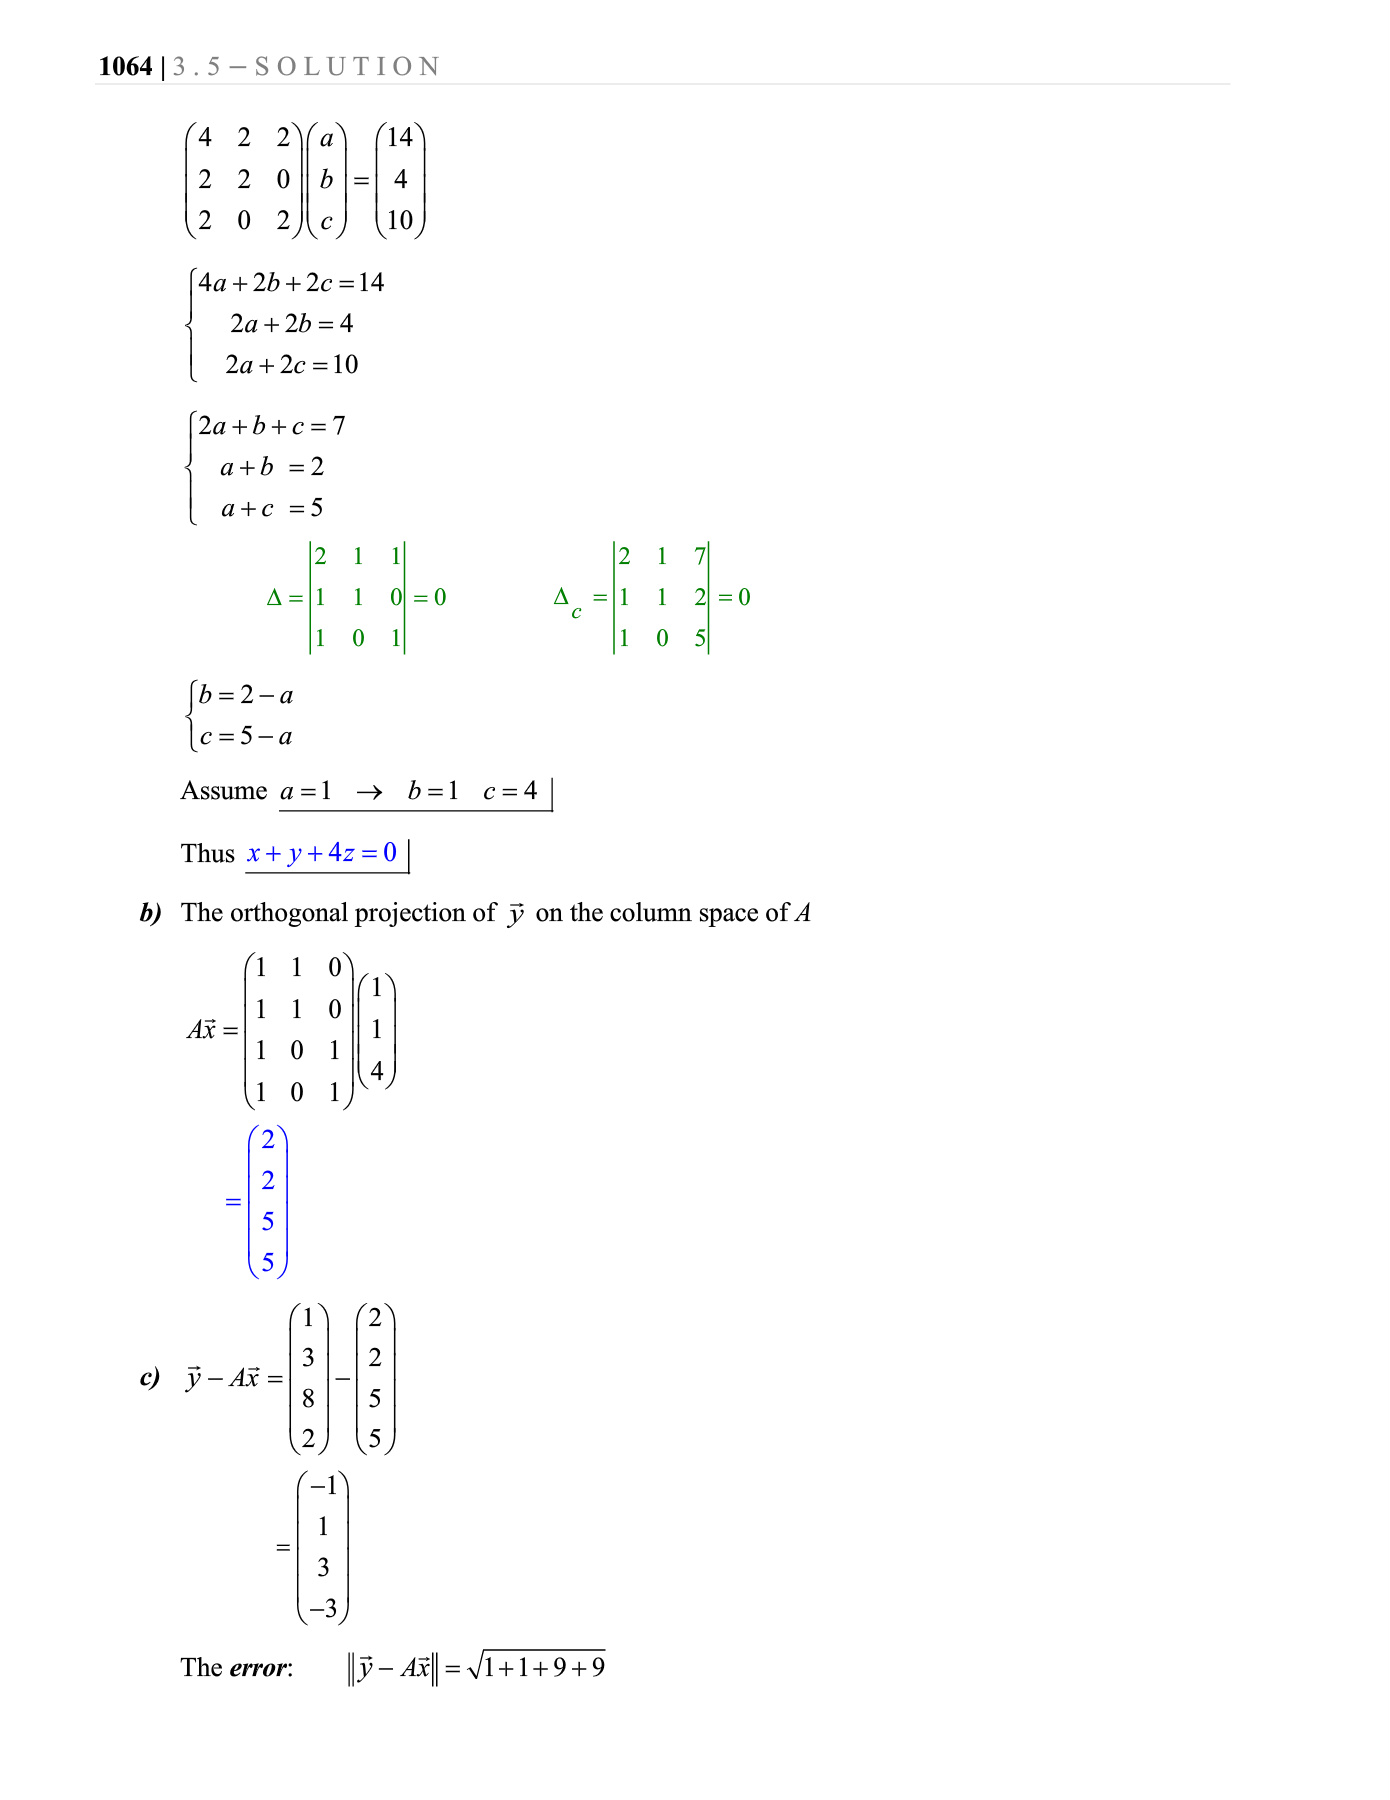 1064 | 3.5 – SOLUTION
$\begin{pmatrix} 4 & 2 & 2 \\ 2 & 2 & 0 \\ 2 & 0 & 2 \end{pmatrix} \begin{pmatrix} a \\ b \\ c \end{pmatrix} = \begin{pmatrix} 14 \\ 4 \\ 10 \end{pmatrix}$
$\begin{cases} 4a + 2b + 2c = 14 \\ 2a + 2b = 4 \\ 2a + 2c = 10 \end{cases}$
$\begin{cases} 2a + b + c = 7 \\ a + b = 2 \\ a + c = 5 \end{cases}$
$\Delta = \begin{vmatrix} 2 & 1 & 1 \\ 1 & 1 & 0 \\ 1 & 0 & 1 \end{vmatrix} = 0 \quad \Delta_c = \begin{vmatrix} 2 & 1 & 7 \\ 1 & 1 & 2 \\ 1 & 0 & 5 \end{vmatrix} = 0$
$\begin{cases} b = 2 - a \\ c = 5 - a \end{cases}$
Assume $a = 1 \rightarrow b = 1 \quad c = 4$
Thus $x + y + 4z = 0$
b) The orthogonal projection of $\vec{y}$ on the column space of $A$
$A\vec{x} = \begin{pmatrix} 1 & 1 & 0 \\ 1 & 1 & 0 \\ 1 & 0 & 1 \\ 1 & 0 & 1 \end{pmatrix} \begin{pmatrix} 1 \\ 1 \\ 4 \end{pmatrix}$
$= \begin{pmatrix} 2 \\ 2 \\ 5 \\ 5 \end{pmatrix}$
c) $\vec{y} - A\vec{x} = \begin{pmatrix} 1 \\ 3 \\ 8 \\ 2 \end{pmatrix} - \begin{pmatrix} 2 \\ 2 \\ 5 \\ 5 \end{pmatrix}$
$= \begin{pmatrix} -1 \\ 1 \\ 3 \\ -3 \end{pmatrix}$
The error: $\|\vec{y} - A\vec{x}\| = \sqrt{1 + 1 + 9 + 9}$